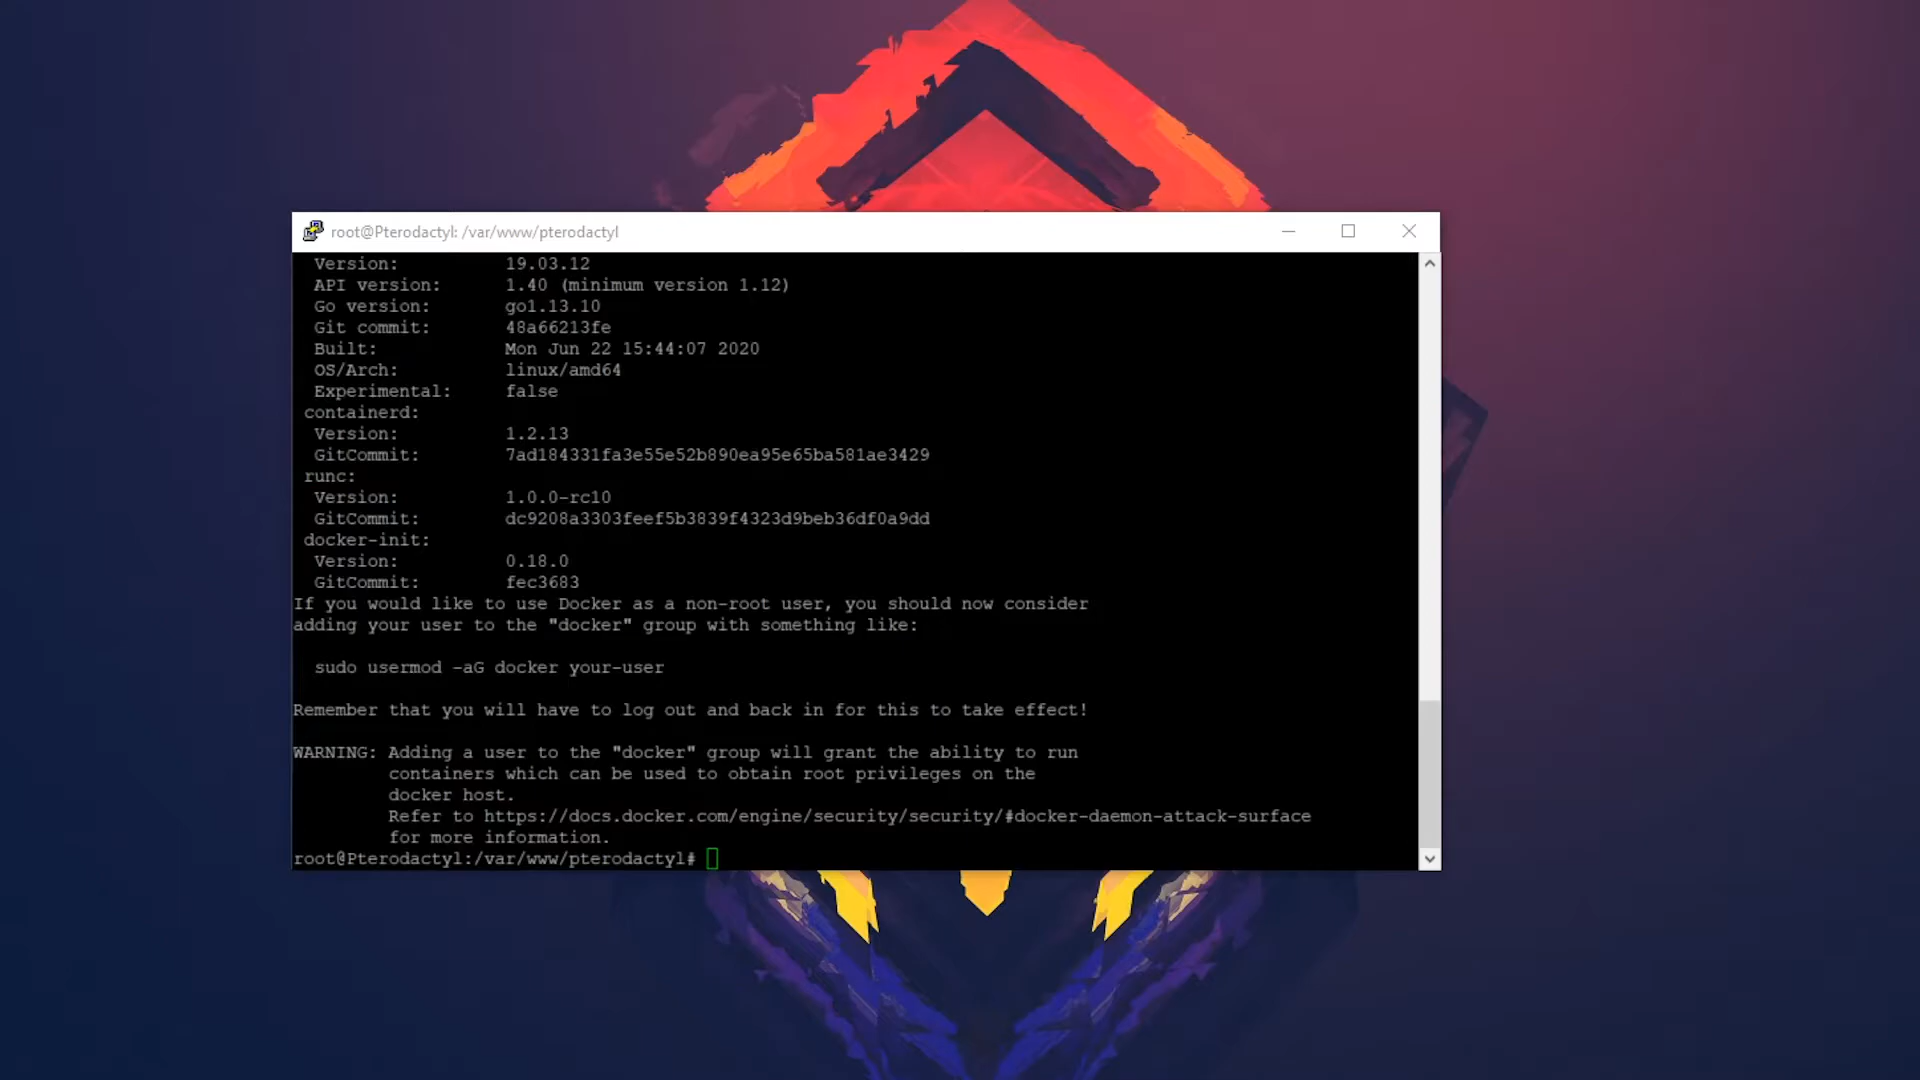 root@Pterodactyl: /var/www/pterodactyl
Version: 19.03.12
API version: 1.40 (minimum version 1.12)
Go version: go1.13.10
Git commit: 48a66213fe
Built: Mon Jun 22 15:44:07 2020
OS/Arch: linux/amd64
Experimental: false
containerd:
Version: 1.2.13
GitCommit: 7ad184331fa3e55e52b890ea95e65ba581ae3429
runc:
Version: 1.0.0-rc10
GitCommit: dc9208a3303feef5b3839f4323d9beb36df0a9dd
docker-init:
Version: 0.18.0
GitCommit: fec3683
If you would like to use Docker as a non-root user, you should now consider
adding your user to the "docker" group with something like:
sudo usermod -aG docker your-user
Remember that you will have to log out and back in for this to take effect!
WARNING: Adding a user to the "docker" group will grant the ability to run
containers which can be used to obtain root privileges on the
docker host.
Refer to https://docs.docker.com/engine/security/security/#docker-daemon-attack-surface
for more information.
root@Pterodactyl:/var/www/pterodactyl#